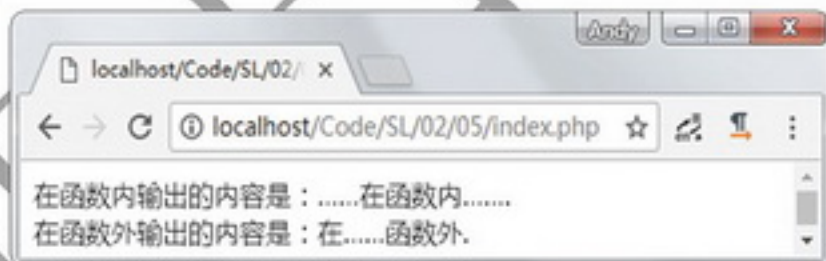 Andy
localhost/Code/SL/02/
localhost/Code/SL/02/05/index.php
在函数内输出的内容是：......在函数内.......
在函数外输出的内容是：在......函数外.